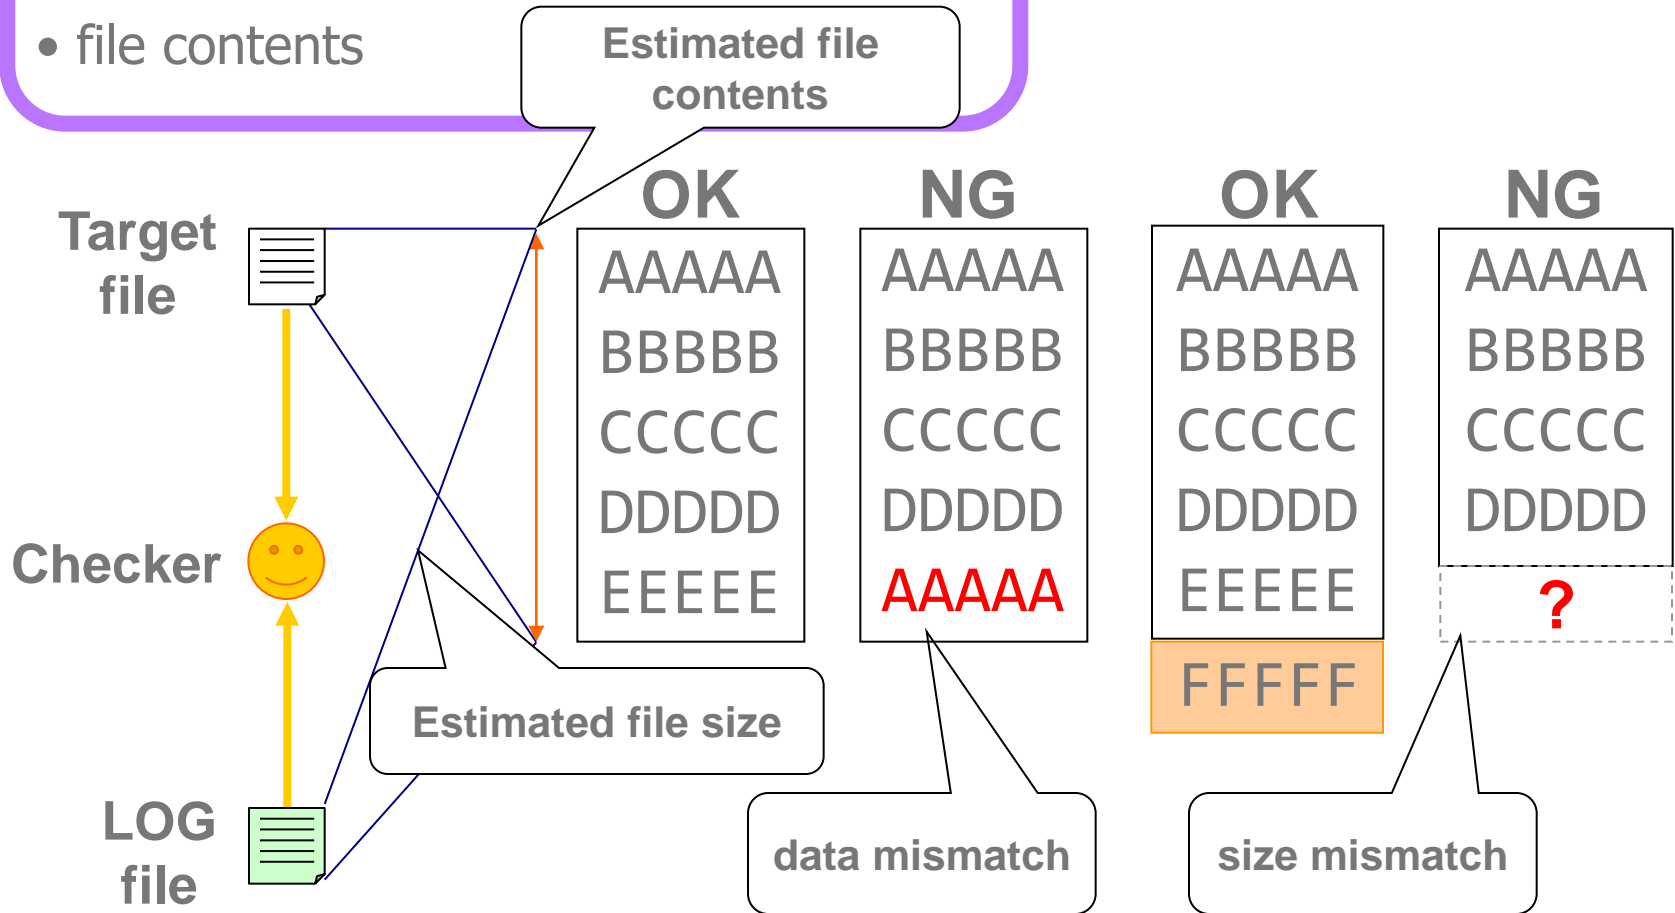 • file contents
Estimated file
contents
OK
NG
OK
NG
Target
file
AAAAA
BBBBB
CCCCC
DDDDD
EEEEE
AAAAA
BBBBB
CCCCC
DDDDD
AAAAA
AAAAA
BBBBB
CCCCC
DDDDD
EEEEE
FFFFF
AAAAA
BBBBB
CCCCC
DDDDD
?
Checker
Estimated file size
LOG
file
data mismatch
size mismatch